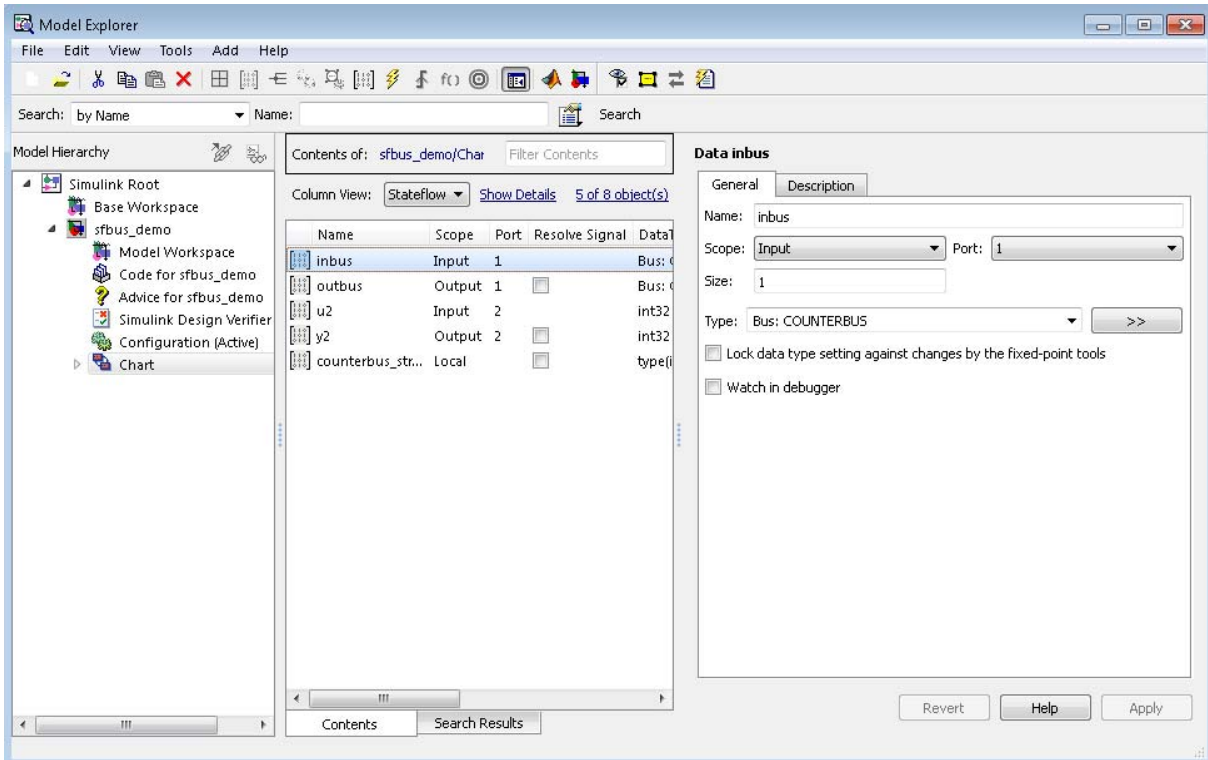 Model Explorer
File Edit View Tools Add Help
f()
Search: by Name Name: Search
Model Hierarchy
Simulink Root
Base Workspace
sfbus_demo
Model Workspace
Code for sfbus_demo
Advice for sfbus_demo
Simulink Design Verifier
Configuration (Active)
Chart
Contents of: sfbus_demo/Char Filter Contents
Column View: Stateflow Show Details 5 of 8 object(s)
Name Scope Port Resolve Signal DataT
inbus Input 1 Bus: C
outbus Output 1 Bus: C
u2 Input 2 int32
y2 Output 2 int32
counterbus_str... Local type(i
Contents Search Results
Data inbus
General Description
Name: inbus
Scope: Input Port: 1
Size: 1
Type: Bus: COUNTERBUS >>
Lock data type setting against changes by the fixed-point tools
Watch in debugger
Revert Help Apply